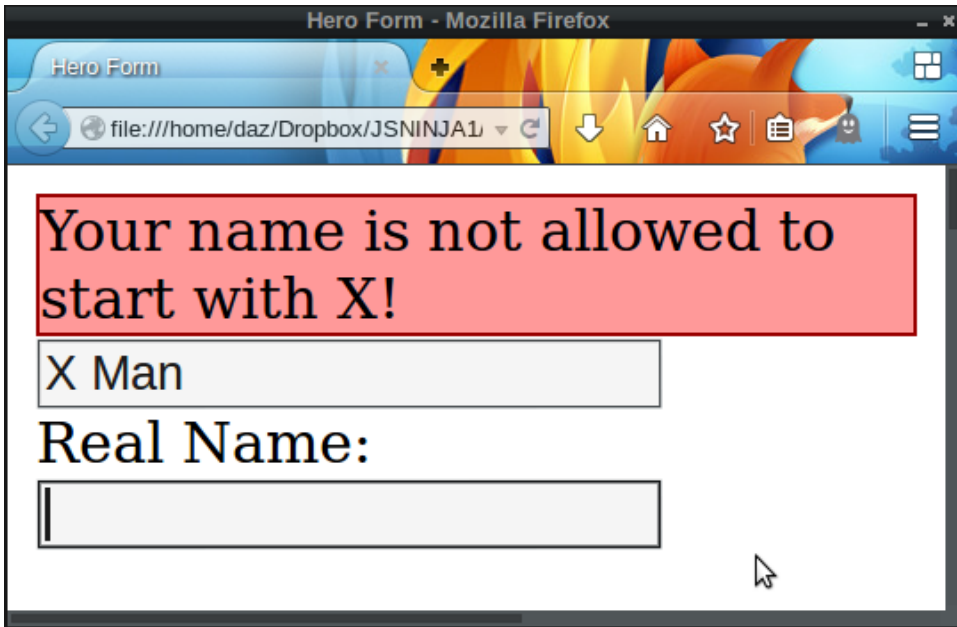 Hero Form - Mozilla Firefox
Hero Form
file:///home/daz/Dropbox/JSNINJA1/
Your name is not allowed to
start with X!
X Man
Real Name: